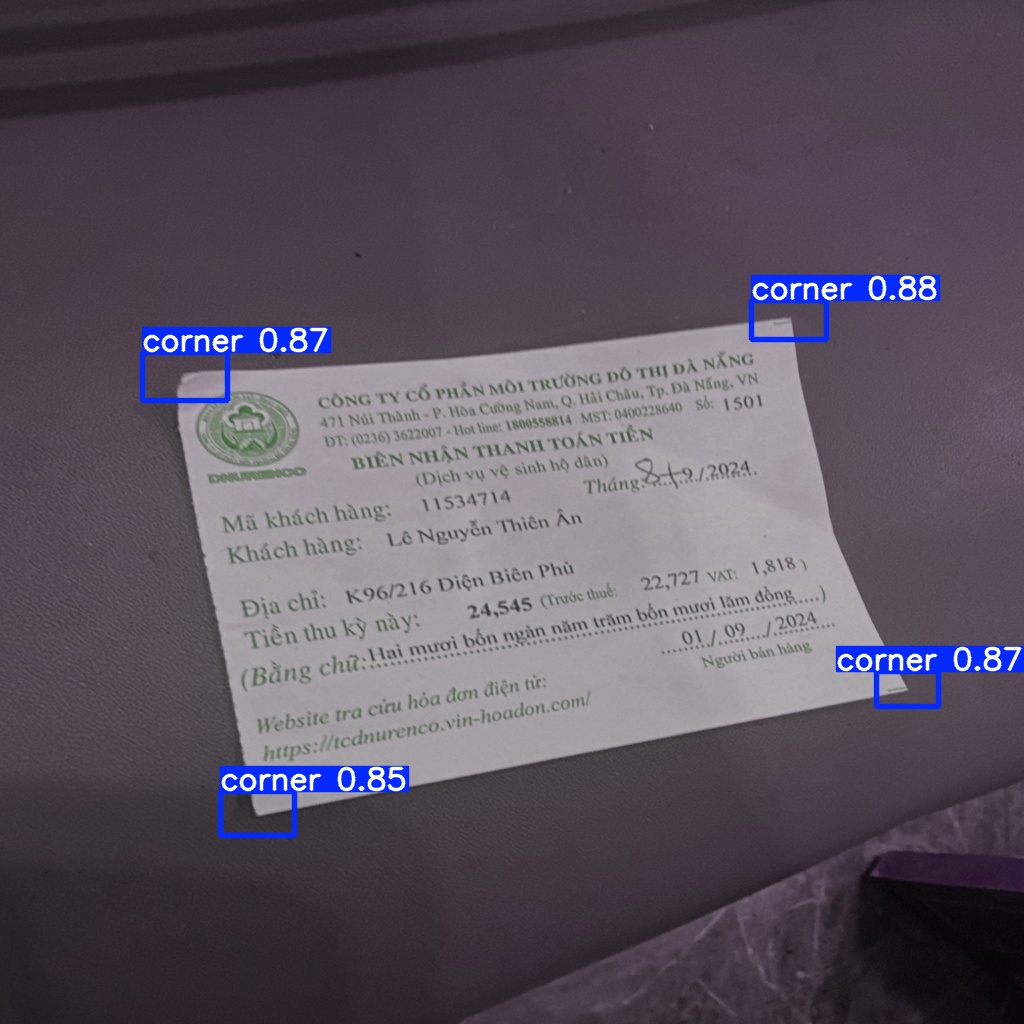 corner 0.88
corner 0.87
CÔNG TY CỔ PHẦN MÔI TRƯỜNG ĐÔ THỊ ĐÀ NẴNG
471 Núi Thành - P. Hòa Cường Nam, Q. Hải Châu, Tp. Đà Nẵng, VN
ĐT: (0236) 3622007 - Hot line: 1800558814 MST: 0400228640 Số: 1501
DNURENCO
BIÊN NHẬN THANH TOÁN TIỀN
(Dịch vụ vệ sinh hộ dân)
Tháng: 8+9/2024
Mã khách hàng: 11534714
Khách hàng: Lê Nguyễn Thiên Ân
Địa chỉ: K96/216 Điện Biên Phủ
Tiền thu kỳ này: 24,545 (Trước thuế: 22,727 VAT: 1,818 )
(Bằng chữ: Hai mươi bốn ngàn năm trăm bốn mươi lăm đồng.....)
01 / 09 / 2024
Người bán hàng
corner 0.87
Website tra cứu hóa đơn điện tử:
https://tcdnurenco.vin-hoadon.com/
corner 0.85